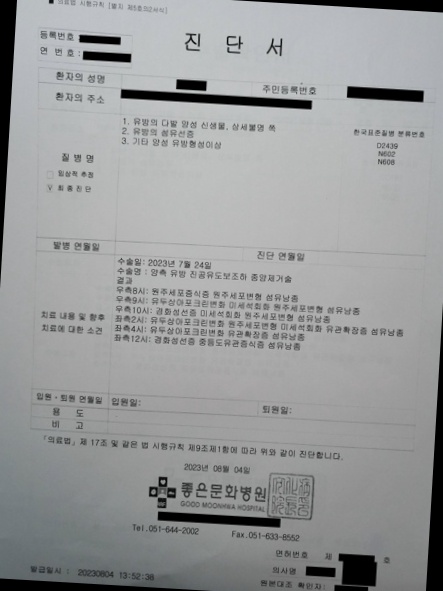 의료법 시행규칙 [별지 제5호의2서식]
등록번호:
연 번호:
진 단 서
환자의 성명
주민등록번호
환자의 주소
질 병 명
임상적 추정
V 최종 진단
1. 유방의 다발 양성 신생물, 상세불명 쪽
2. 유방의 섬유선증
3. 기타 양성 유방형성이상
한국표준질병 분류번호
D2439
N602
N608
발병 연월일
진단 연월일
치료 내용 및 향후
치료에 대한 소견
수술일: 2023년 7월 24일
수술명 : 양측 유방 진공유도보조하 종양제거술
결과
우측8시: 원주세포증식증 원주세포변형 섬유낭종
우측9시: 유두상아포크린변화 미세석회화 원주세포변형 섬유낭종
우측10시: 경화성선증 미세석회화 원주세포변형 섬유낭종
좌측2시: 유두상아포크린변화 원주세포변형 미세석회화 유관확장증 섬유낭종
좌측4시: 유두상아포크린변화 유관확장증 섬유낭종
좌측12시: 경화성선증 중등도유관증식증 섬유낭종
입원 - 퇴원 연월일
입원일:
퇴원일:
용 도
비 고
「의료법」 제17조 및 같은 법 시행규칙 제9조제1항에 따라 위와 같이 진단합니다.
2023년 08월 04일
좋은문화병원
GOOD MOONHWA HOSPITAL
Tel.051-644-2002
Fax.051-633-8552
면허번호 제 호
의사명
원본대조 확인자:
발급일시 : 20230804 13:52:38